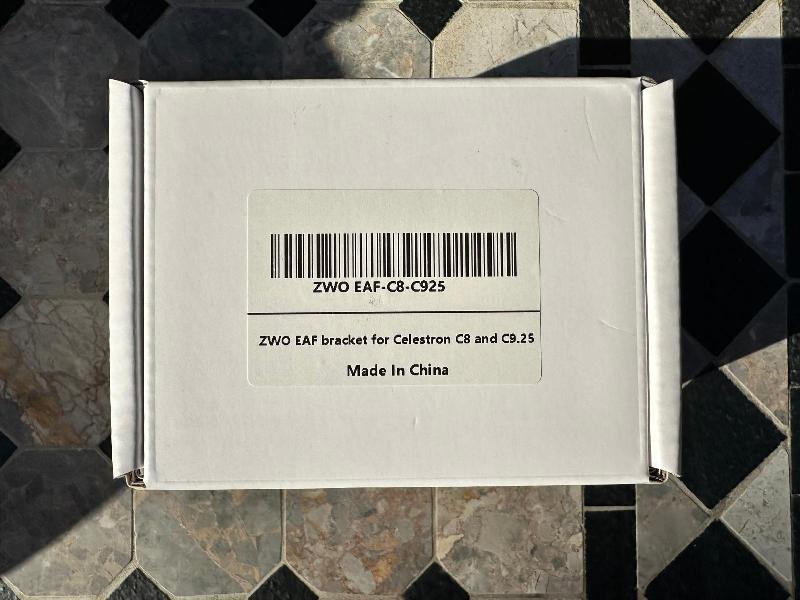 ZWO EAF-C8-C925
ZWO EAF bracket for Celestron C8 and C9.25
Made In China